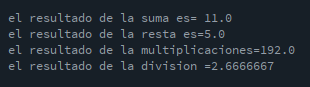 el resultado de la suma es= 11.0
el resultado de la resta es=5.0
el resultado de la multiplicaciones=192.0
el resultado de la division =2.6666667